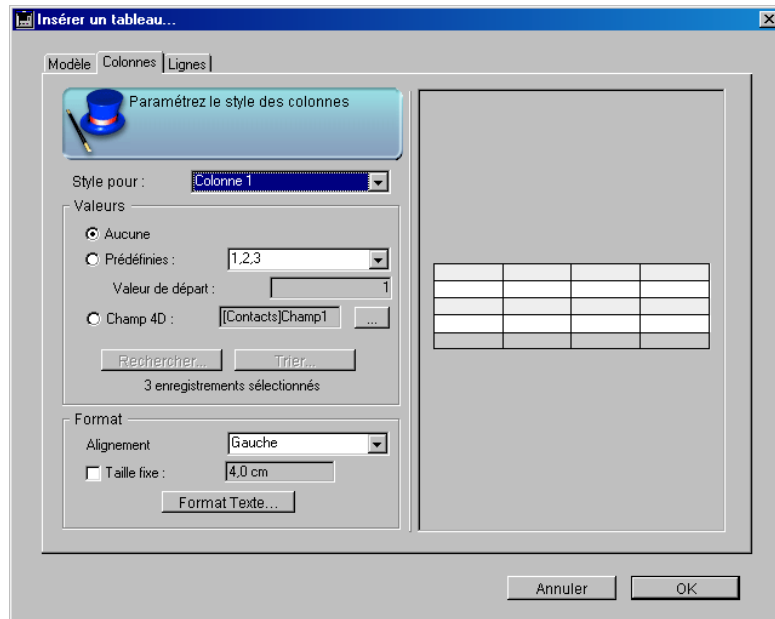 Insérer un tableau...
Modèle Colonnes Lignes
Paramétrez le style des colonnes
Style pour : Colonne 1
Valeurs
Aucune
Prédéfinies : 1,2,3
Valeur de départ : 1
Champ 4D : [[Contacts]Champ1 ...
Rechercher... Trier...
3 enregistrements sélectionnés
Format
Alignement Gauche
Taille fixe : 4,0 cm
Format Texte...
Annuler OK